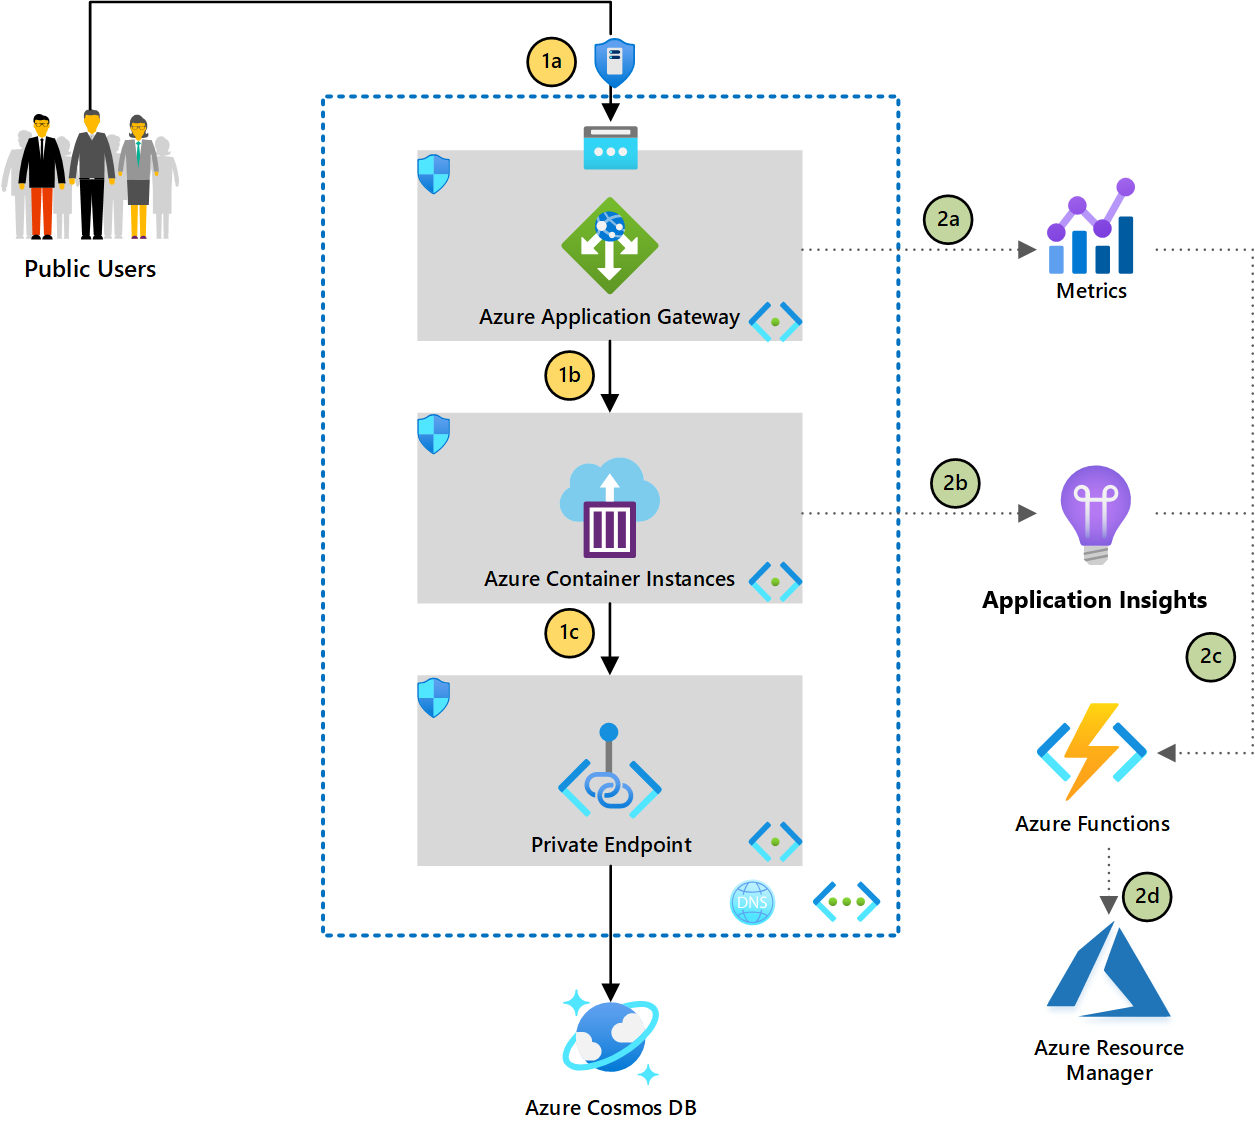 1a
Public Users
2a
Metrics
Azure Application Gateway
1b
2b
Azure Container Instances
Application Insights
1c
2c
Private Endpoint
Azure Functions
DNS
2d
Azure Resource
Manager
Azure Cosmos DB